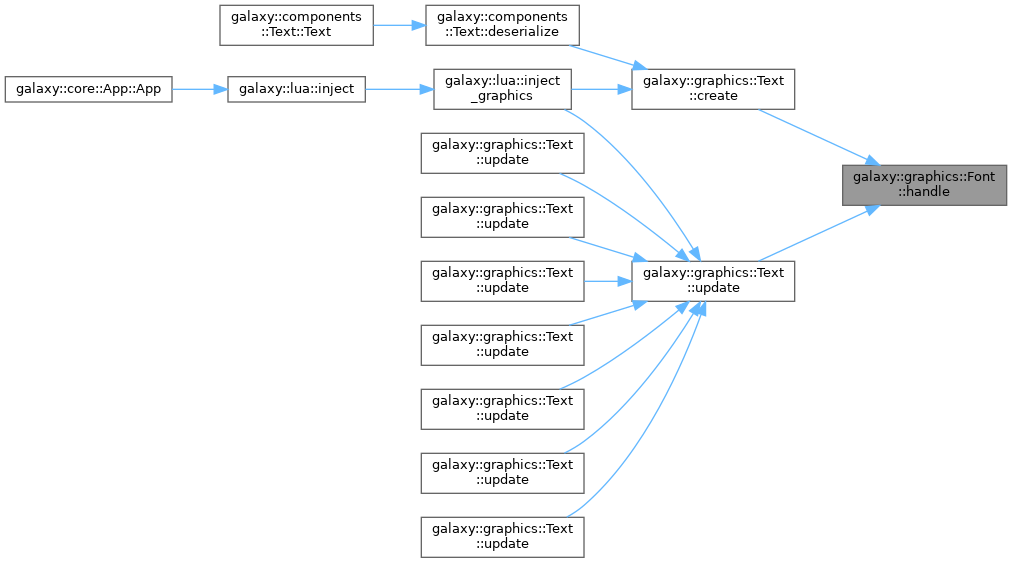 galaxy::components
::Text::Text
galaxy::components
::Text::deserialize
galaxy::core::App::App
galaxy::lua::inject
galaxy::lua::inject
_graphics
galaxy::graphics::Text
::create
galaxy::graphics::Text
::update
galaxy::graphics::Font
::handle
galaxy::graphics::Text
::update
galaxy::graphics::Text
::update
galaxy::graphics::Text
::update
galaxy::graphics::Text
::update
galaxy::graphics::Text
::update
galaxy::graphics::Text
::update
galaxy::graphics::Text
::update